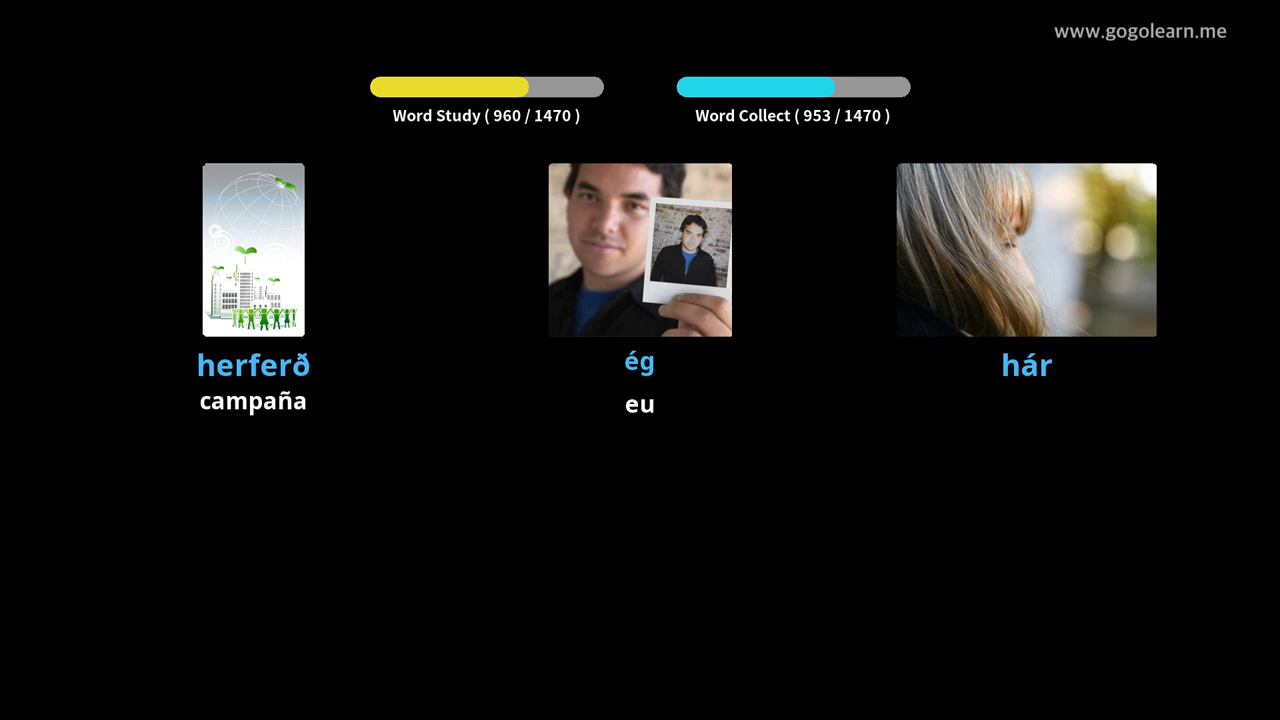 www.gogolearn.me
Word Study ( 960 / 1470 )
Word Collect ( 953 / 1470 )
herferð
campaña
ég
eu
hár